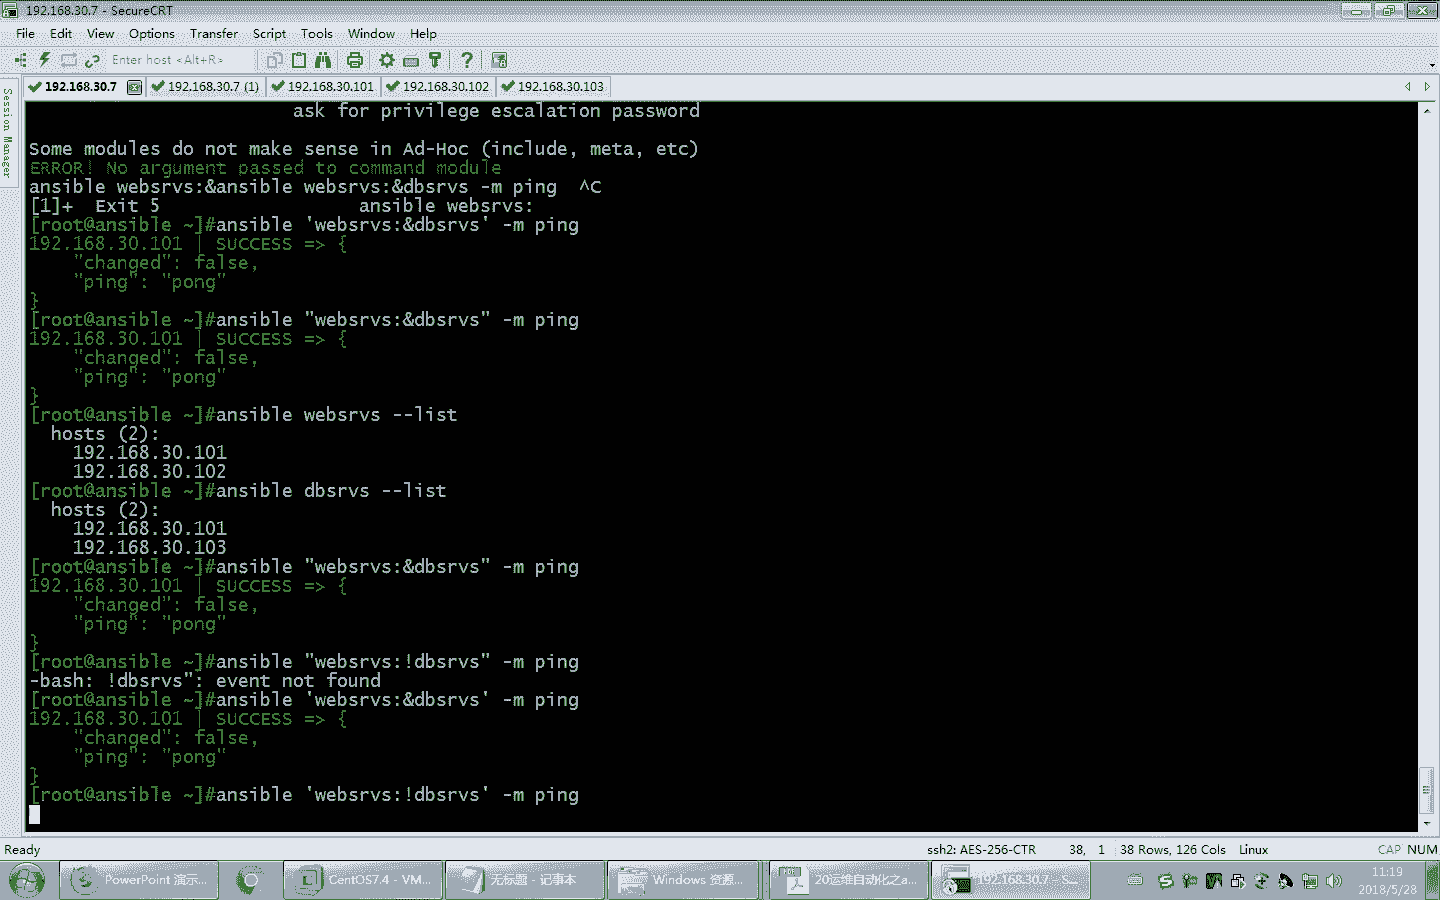 192.168.30.7 - SecureCRT
File Edit View Options Transfer Script Tools Window Help
Enter host <Alt+R>
192.168.30.7 192.168.30.7 (1) 192.168.30.101 192.168.30.102 192.168.30.103
Session Manager
ask for privilege escalation password
Some modules do not make sense in Ad-Hoc (include, meta, etc)
ERROR! No argument passed to command module
ansible websrvs:&ansible websrvs:&dbsrvs -m ping ^C
[1]+ Exit 5 ansible websrvs:
[root@ansible ~]#ansible 'websrvs:&dbsrvs' -m ping
192.168.30.101 | SUCCESS => {
"changed": false,
"ping": "pong"
}
[root@ansible ~]#ansible "websrvs:&dbsrvs" -m ping
192.168.30.101 | SUCCESS => {
"changed": false,
"ping": "pong"
}
[root@ansible ~]#ansible websrvs --list
hosts (2):
192.168.30.101
192.168.30.102
[root@ansible ~]#ansible dbsrvs --list
hosts (2):
192.168.30.101
192.168.30.103
[root@ansible ~]#ansible "websrvs:&dbsrvs" -m ping
192.168.30.101 | SUCCESS => {
"changed": false,
"ping": "pong"
}
[root@ansible ~]#ansible "websrvs:!dbsrvs" -m ping
-bash: !dbsrvs": event not found
[root@ansible ~]#ansible 'websrvs:&dbsrvs' -m ping
192.168.30.101 | SUCCESS => {
"changed": false,
"ping": "pong"
}
[root@ansible ~]#ansible 'websrvs:!dbsrvs' -m ping
Ready ssh2: AES-256-CTR 38, 1 38 Rows, 126 Cols Linux CAP NUM
PowerPoint 演示... CentOS7.4 - VM... 无标题 - 记事本 Windows 资源... 20运维自动化之a... 192.168.30.7 - S... 11:19
2018/5/28